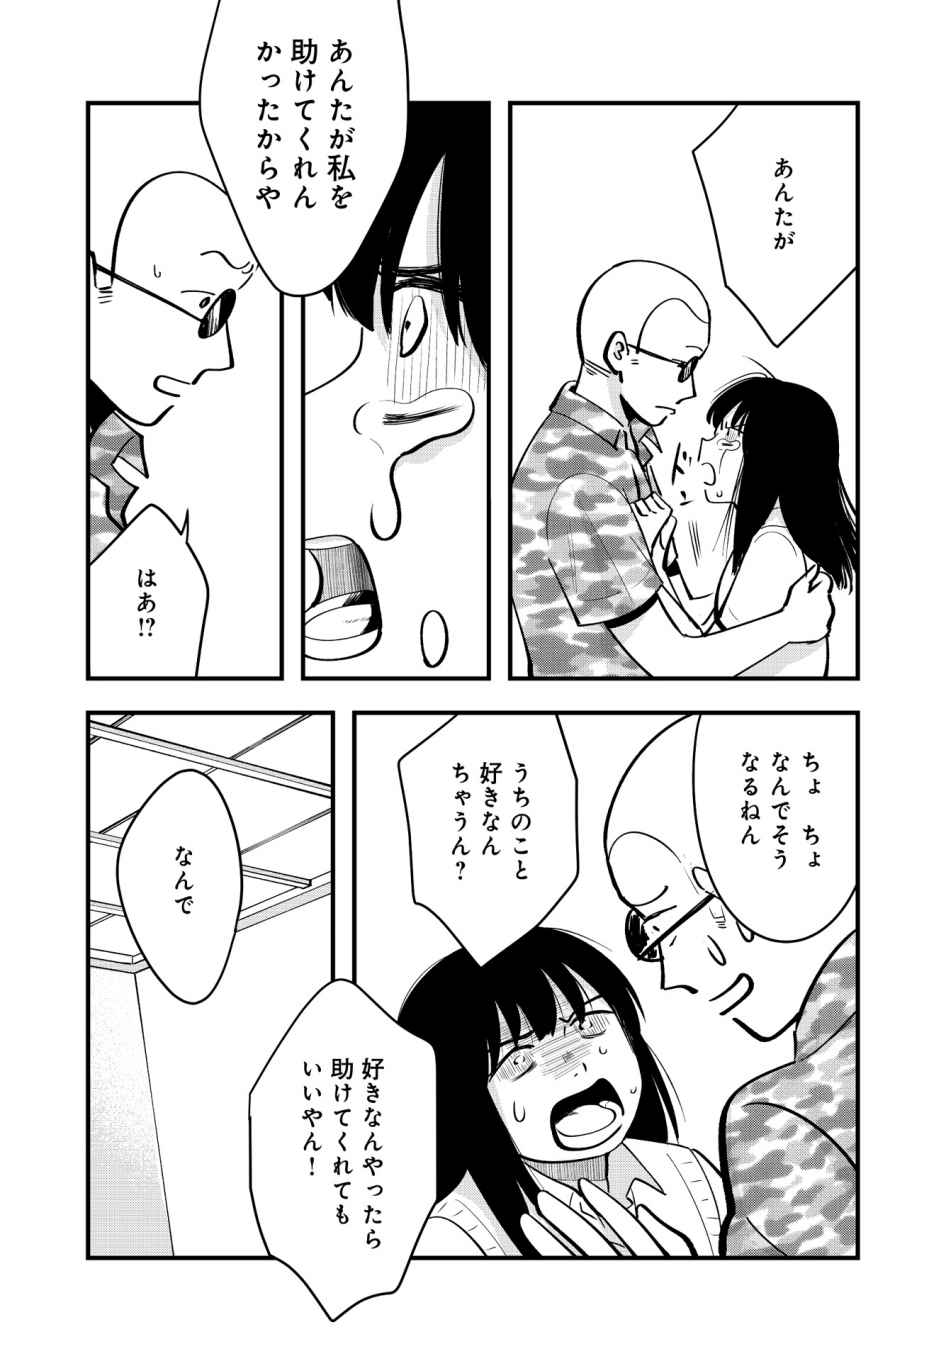 あんたが
あんたが私を
助けてくれん
かったからや
はあ!?
ちょ　ちょ
なんでそう
なるねん
うちのこと
好きなん
ちゃうん?
好きなんやったら
助けてくれても
いいやん!
なんで